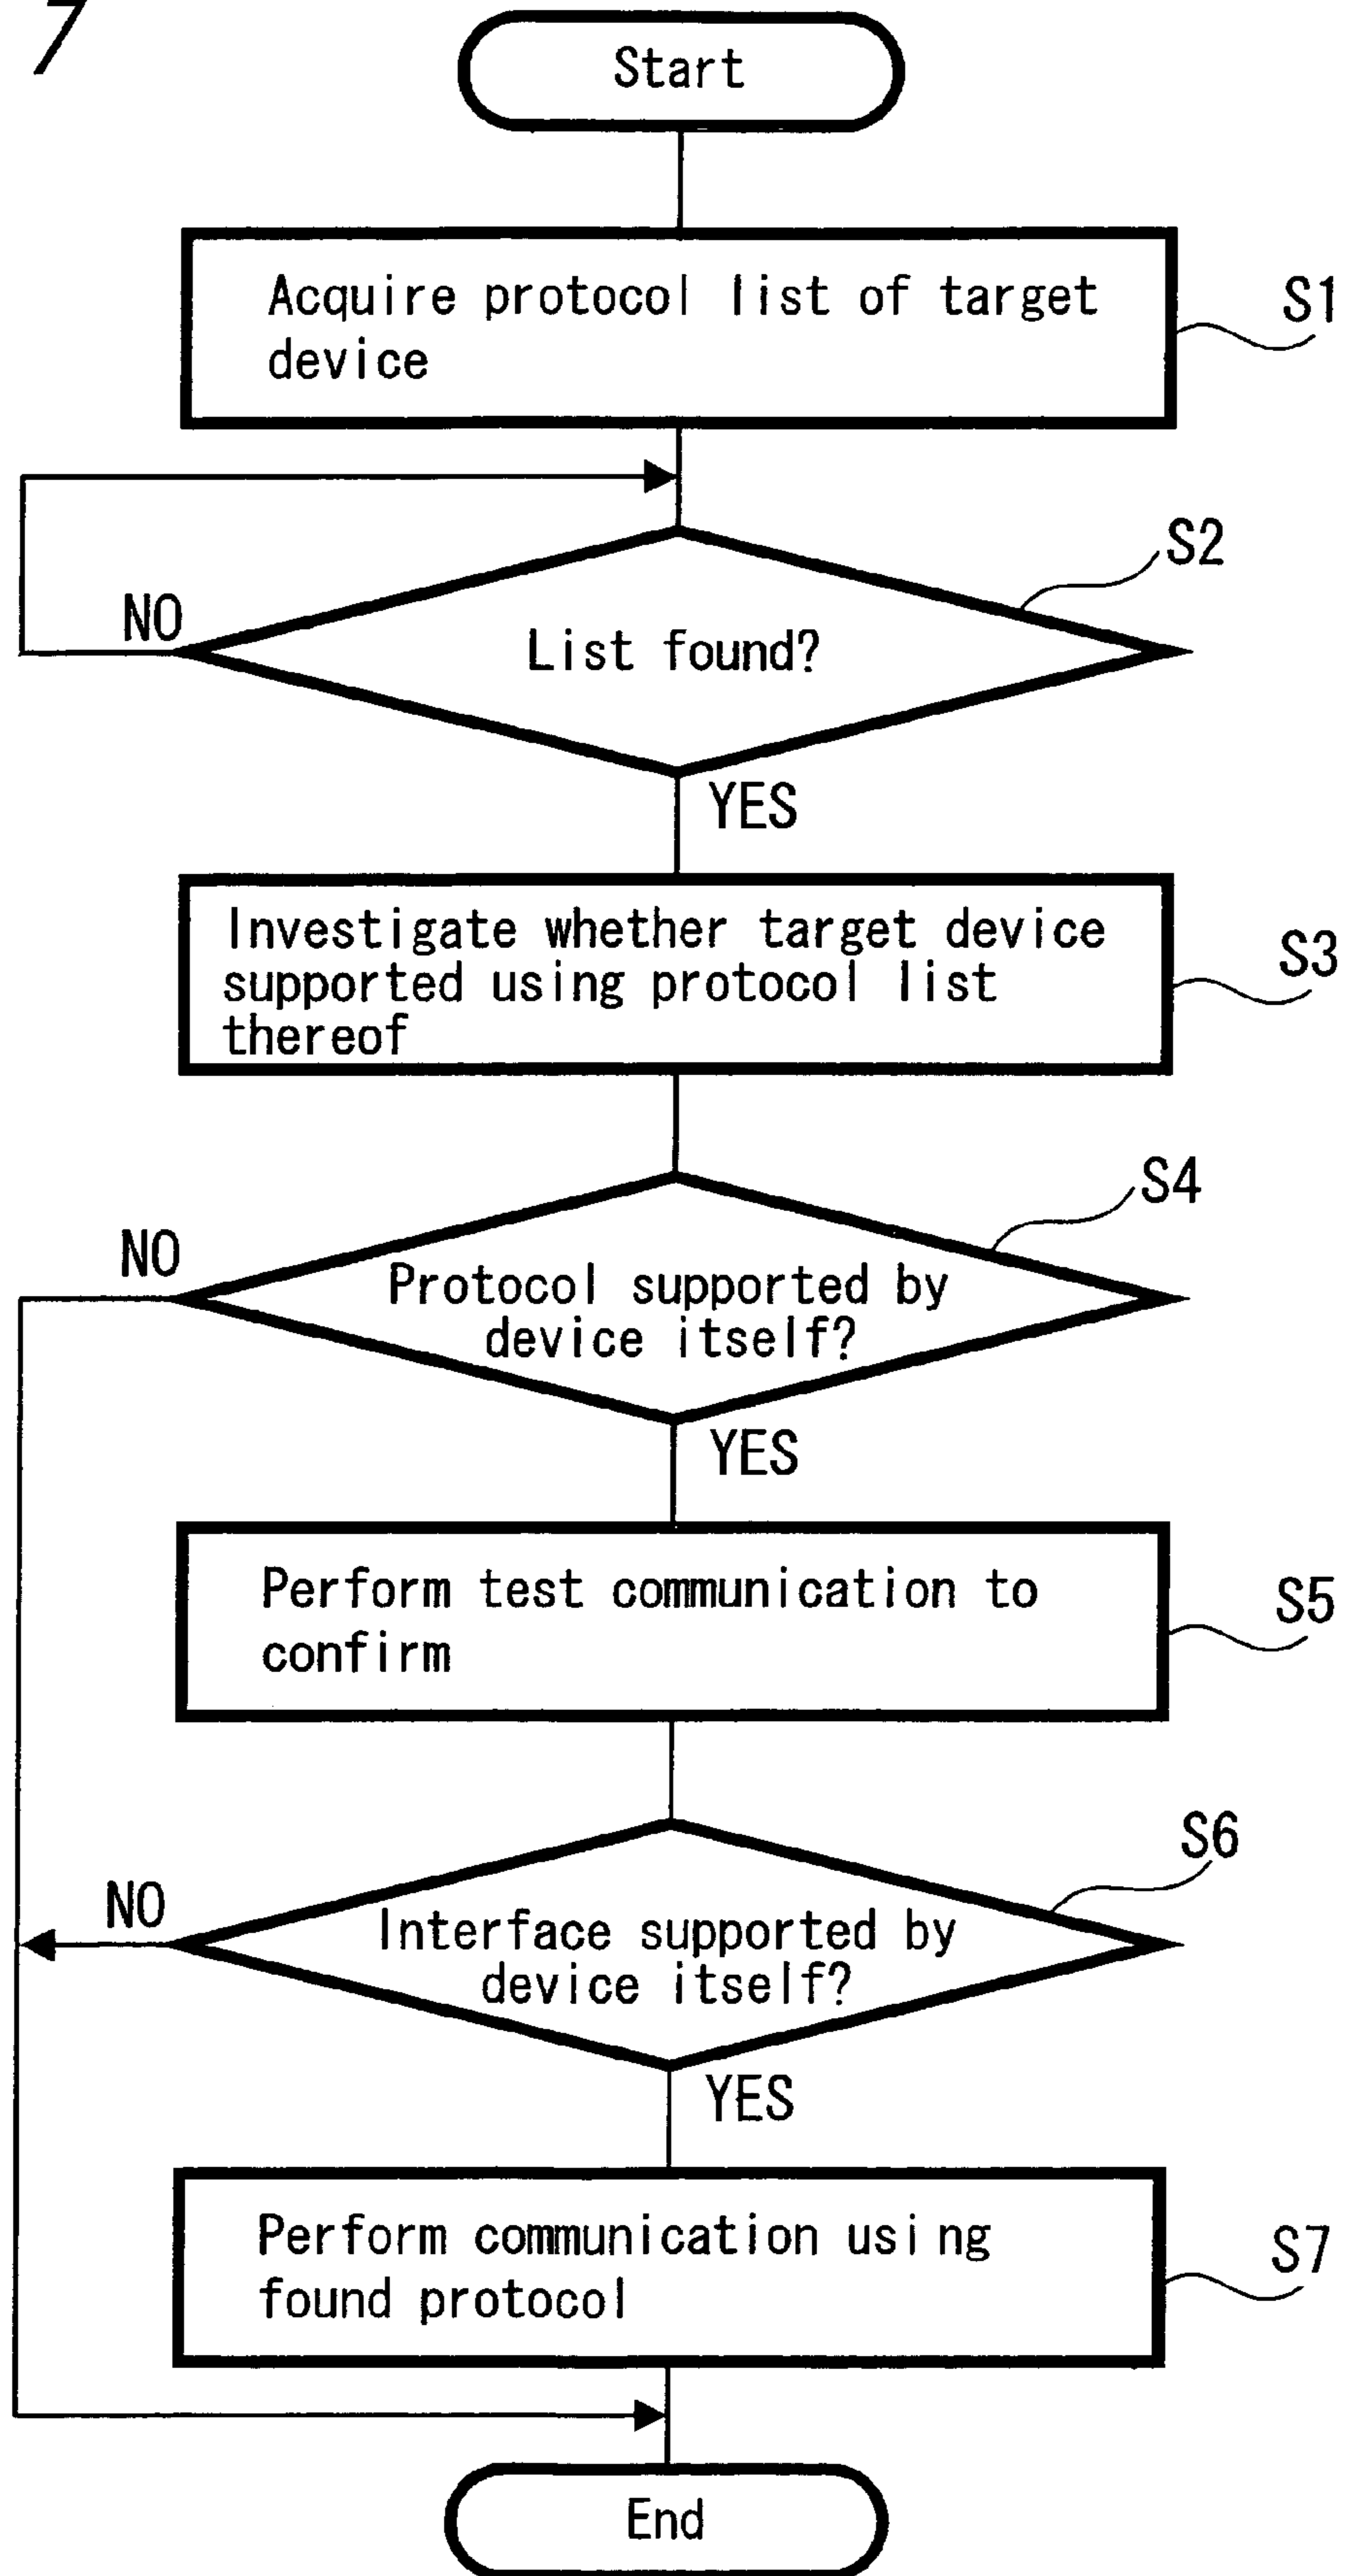 7
Start
Acquire protocol list of target
device
S1
S2
NO
List found?
YES
Investigate whether target device
supported using protocol list
thereof
S3
S4
NO
Protocol supported by
device itself?
YES
Perform test communication to
confirm
S5
S6
NO
Interface supported by
device itself?
YES
Perform communication using
found protocol
S7
End